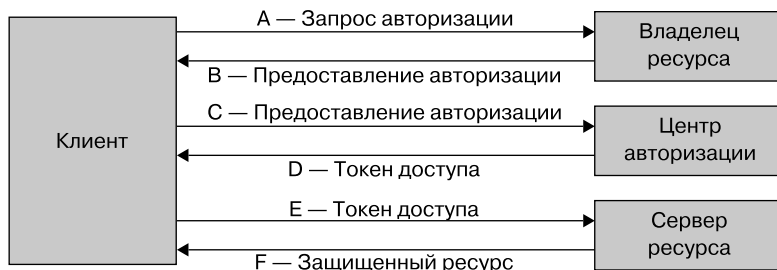 A — Запрос авторизации
Владелец
ресурса
B — Предоставление авторизации
C — Предоставление авторизации
Клиент
Центр
авторизации
D — Токен доступа
E — Токен доступа
Сервер
ресурса
F — Защищенный ресурс